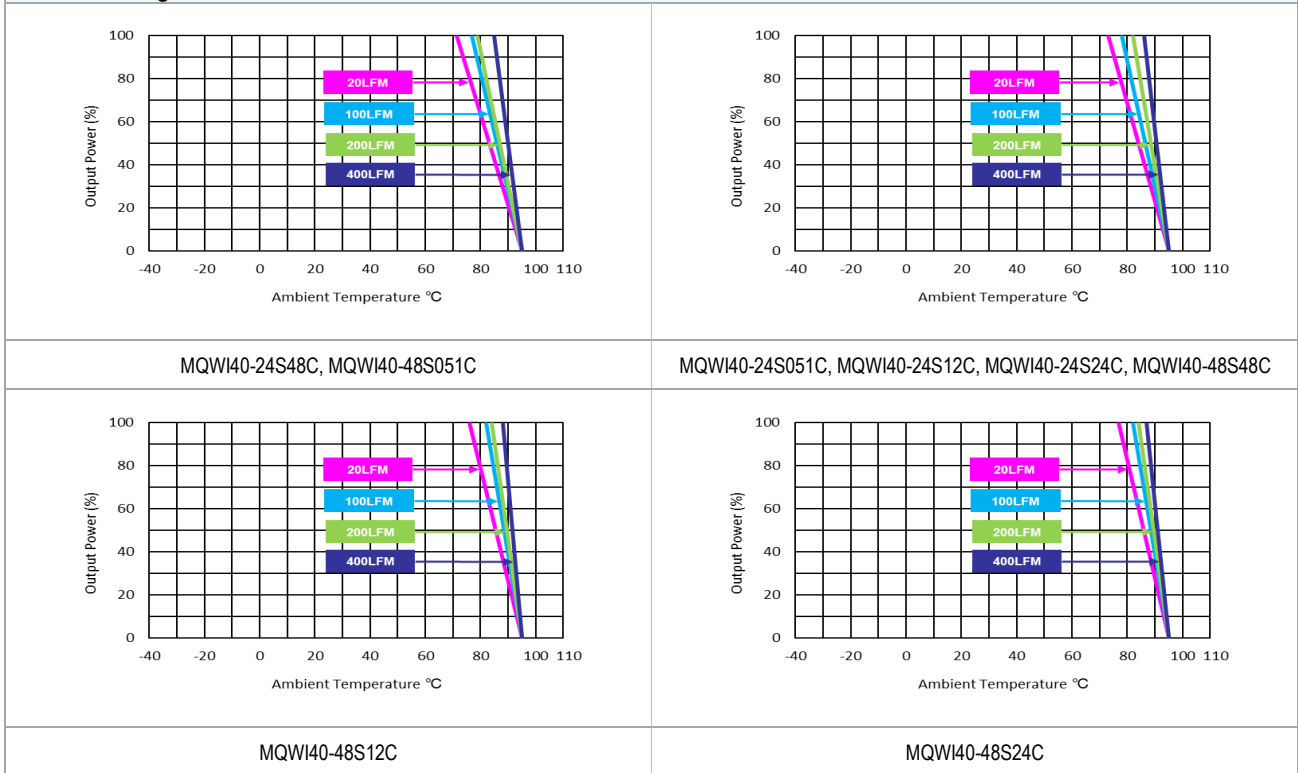 100
80
60
40
20
0
-40 -20 0 20 40 60 80 100 110
Output Power (%)
Ambient Temperature ℃
20LFM
100LFM
200LFM
400LFM
MQWI40-24S48C, MQWI40-48S051C
100
80
60
40
20
0
-40 -20 0 20 40 60 80 100 110
Output Power (%)
Ambient Temperature ℃
20LFM
100LFM
200LFM
400LFM
MQWI40-24S051C, MQWI40-24S12C, MQWI40-24S24C, MQWI40-48S48C
100
80
60
40
20
0
-40 -20 0 20 40 60 80 100 110
Output Power (%)
Ambient Temperature ℃
20LFM
100LFM
200LFM
400LFM
MQWI40-48S12C
100
80
60
40
20
0
-40 -20 0 20 40 60 80 100 110
Output Power (%)
Ambient Temperature ℃
20LFM
100LFM
200LFM
400LFM
MQWI40-48S24C